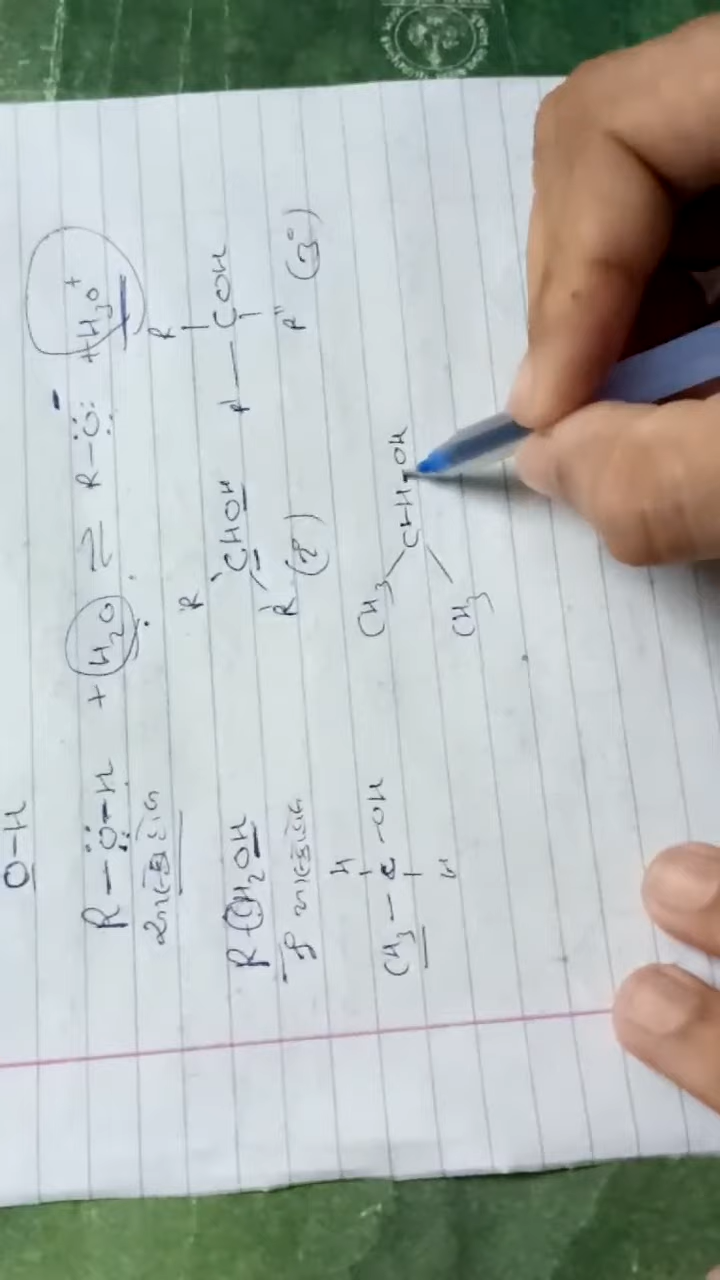 O-H
R-Ö-H + H₂O ⇌ R-Ö:⁻ + H₃O⁺
R-CH₂OH
R
R'
CHOH
(2°)
R
R-COH
R"
(3°)
CH₃-C-OH
H
H
CH₃
CH-OH
CH₃